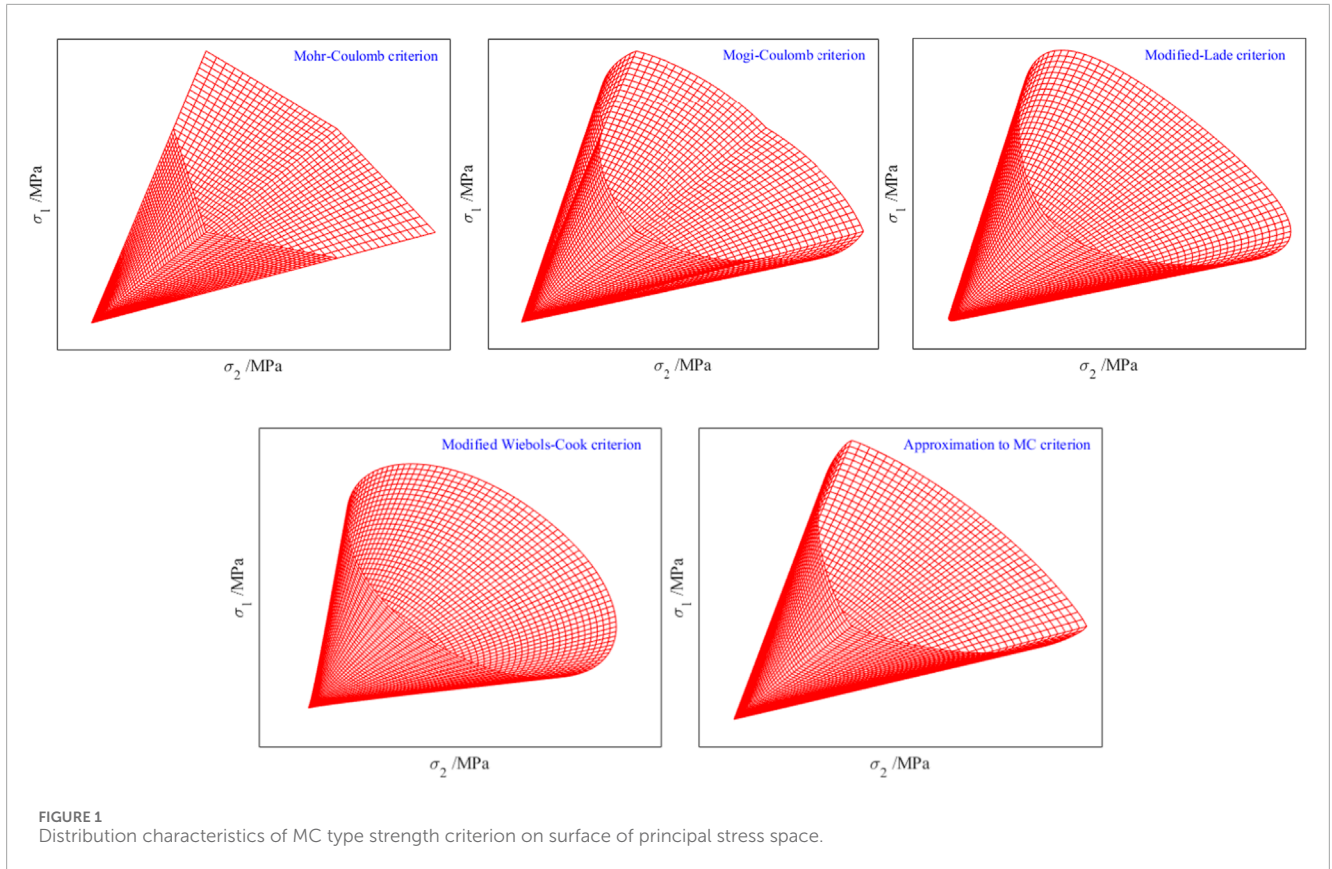 Mohr-Coulomb criterion
σ1 /MPa
σ2 /MPa
Mogi-Coulomb criterion
σ1 /MPa
σ2 /MPa
Modified-Lade criterion
σ1 /MPa
σ2 /MPa
Modified Wiebols-Cook criterion
σ1 /MPa
σ2 /MPa
Approximation to MC criterion
σ1 /MPa
σ2 /MPa
FIGURE 1
Distribution characteristics of MC type strength criterion on surface of principal stress space.